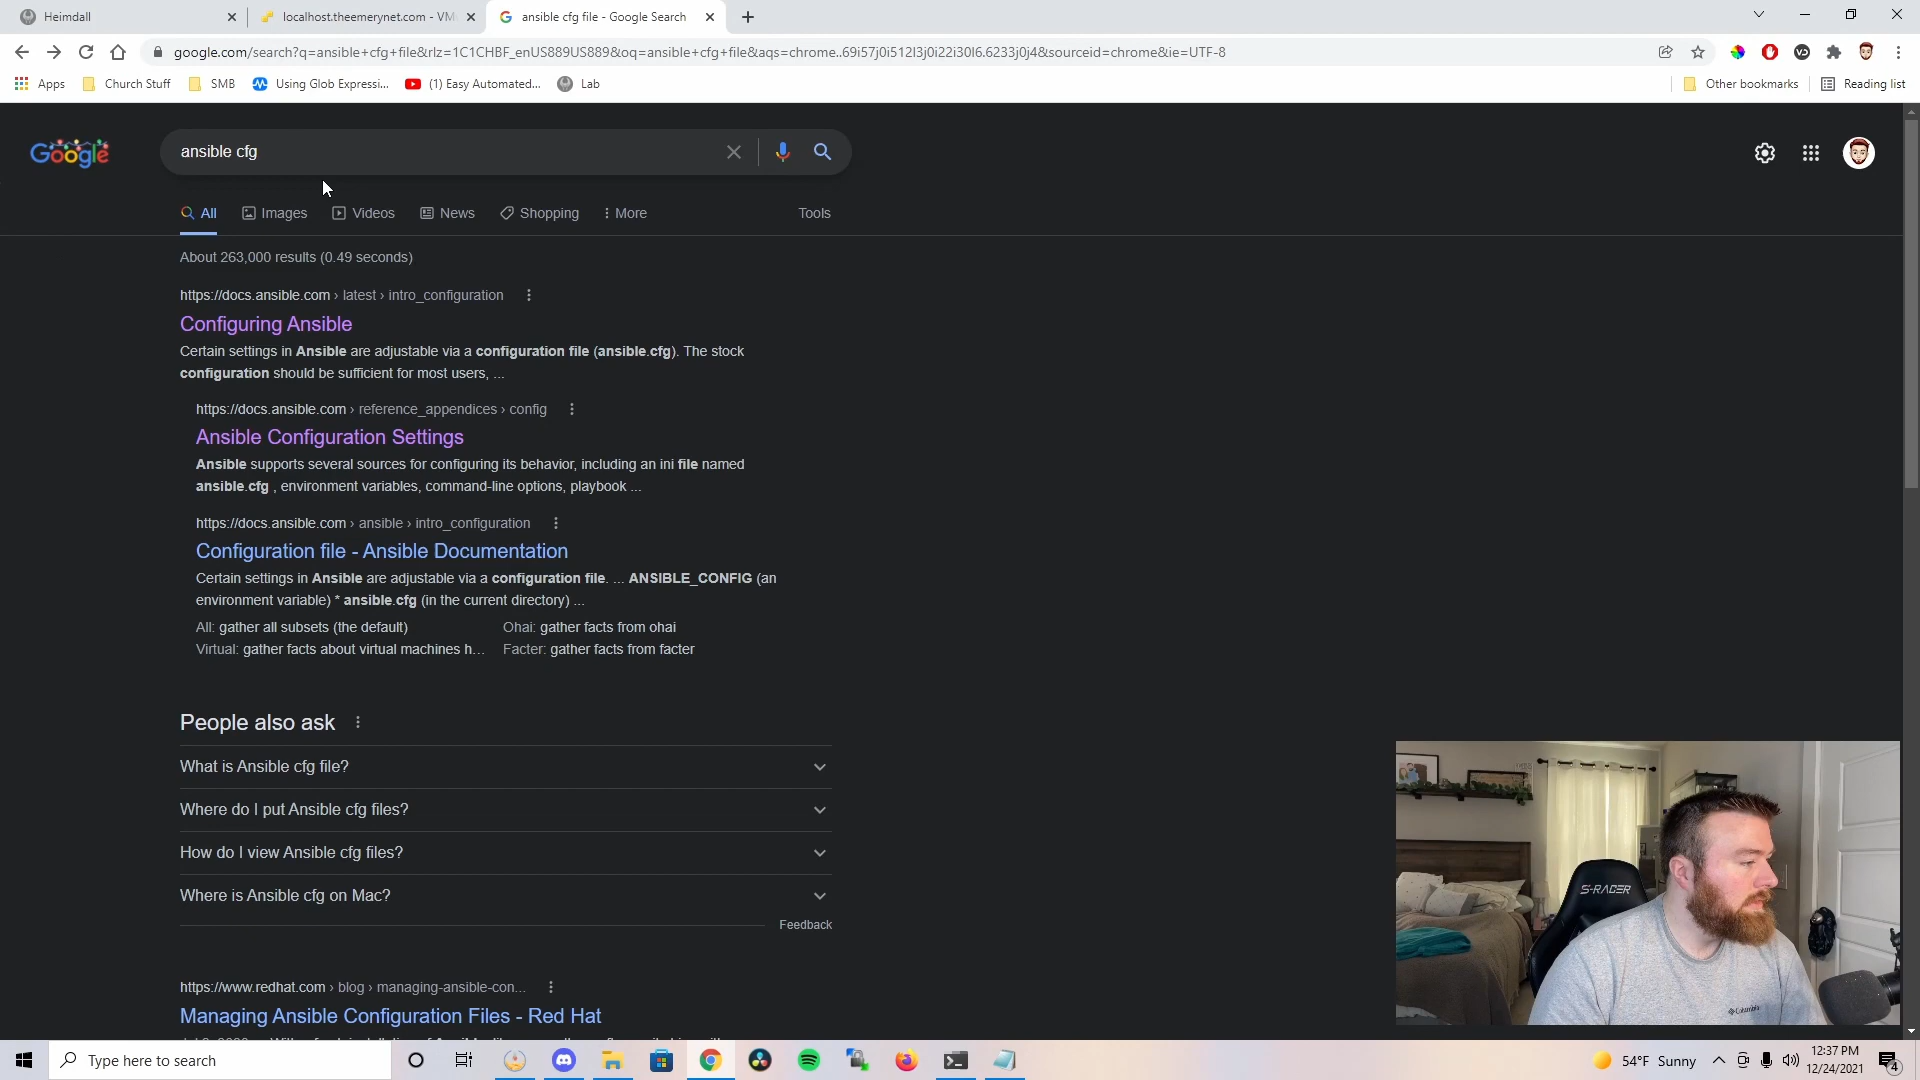 Heimdall
localhost.theemerynet.com - VM
ansible cfg file - Google Search
google.com/search?q=ansible+cfg+file&rlz=1C1CHBF_enUS889US889&oq=ansible+cfg+file&aqs=chrome..69i57j0i512l3j0i22i30l6.6233j0j4&sourceid=chrome&ie=UTF-8
Apps
Church Stuff
SMB
Using Glob Expressi...
(1) Easy Automated...
Lab
Other bookmarks
Reading list
Google
ansible cfg
All
Images
Videos
News
Shopping
More
Tools
About 263,000 results (0.49 seconds)
https://docs.ansible.com › latest › intro_configuration
Configuring Ansible
Certain settings in Ansible are adjustable via a configuration file (ansible.cfg). The stock
configuration should be sufficient for most users, ...
https://docs.ansible.com › reference_appendices › config
Ansible Configuration Settings
Ansible supports several sources for configuring its behavior, including an ini file named
ansible.cfg , environment variables, command-line options, playbook ...
https://docs.ansible.com › ansible › intro_configuration
Configuration file - Ansible Documentation
Certain settings in Ansible are adjustable via a configuration file. ... ANSIBLE_CONFIG (an
environment variable) * ansible.cfg (in the current directory) ...
All: gather all subsets (the default)
Ohai: gather facts from ohai
Virtual: gather facts about virtual machines h...
Facter: gather facts from facter
People also ask
What is Ansible cfg file?
Where do I put Ansible cfg files?
How do I view Ansible cfg files?
Where is Ansible cfg on Mac?
Feedback
https://www.redhat.com › blog › managing-ansible-con...
Managing Ansible Configuration Files - Red Hat
S-RACER
Columbia
Type here to search
54°F Sunny
12:37 PM
12/24/2021
4